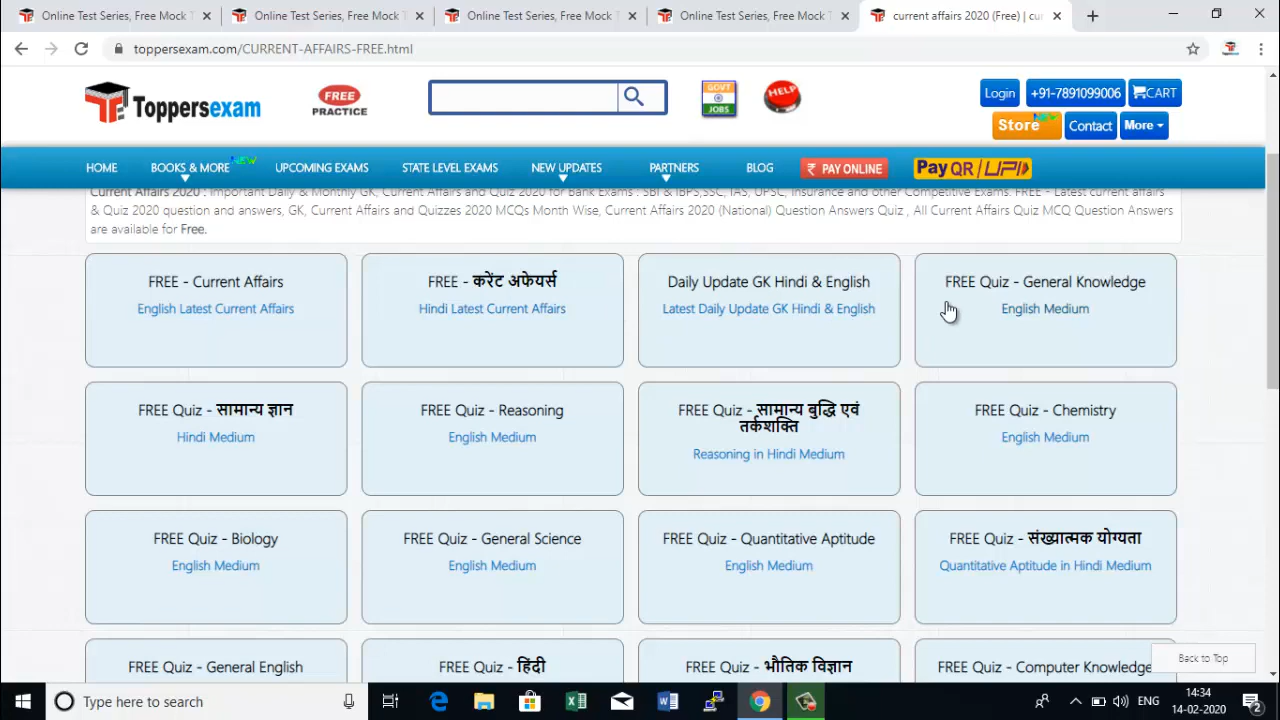 Online Test Series, Free Mock T
Online Test Series, Free Mock T
Online Test Series, Free Mock T
Online Test Series, Free Mock T
current affairs 2020 (Free) | cur
toppersexam.com/CURRENT-AFFAIRS-FREE.html
Toppersexam
FREE
PRACTICE
GOVT
JOBS
HELP
Login
+91-7891099006
CART
Store
NEW
Contact
More
HOME
BOOKS & MORE
NEW
UPCOMING EXAMS
STATE LEVEL EXAMS
NEW UPDATES
PARTNERS
BLOG
₹ PAY ONLINE
Pay QR / UPI
Current Affairs 2020 : Important Daily & Monthly GK, Current Affairs and Quiz 2020 for Bank Exams : SBI & IBPS,SSC, IAS, UPSC, Insurance and other Competitive Exams. FREE - Latest current affairs
& Quiz 2020 question and answers, GK, Current Affairs and Quizzes 2020 MCQs Month Wise, Current Affairs 2020 (National) Question Answers Quiz , All Current Affairs Quiz MCQ Question Answers
are available for Free.
FREE - Current Affairs
English Latest Current Affairs
FREE - करेंट अफेयर्स
Hindi Latest Current Affairs
Daily Update GK Hindi & English
Latest Daily Update GK Hindi & English
FREE Quiz - General Knowledge
English Medium
FREE Quiz - सामान्य ज्ञान
Hindi Medium
FREE Quiz - Reasoning
English Medium
FREE Quiz - सामान्य बुद्धि एवं
तर्कशक्ति
Reasoning in Hindi Medium
FREE Quiz - Chemistry
English Medium
FREE Quiz - Biology
English Medium
FREE Quiz - General Science
English Medium
FREE Quiz - Quantitative Aptitude
English Medium
FREE Quiz - संख्यात्मक योग्यता
Quantitative Aptitude in Hindi Medium
FREE Quiz - General English
FREE Quiz - हिंदी
FREE Quiz - भौतिक विज्ञान
FREE Quiz - Computer Knowledge
Back to Top
Type here to search
ENG
14:34
14-02-2020
2